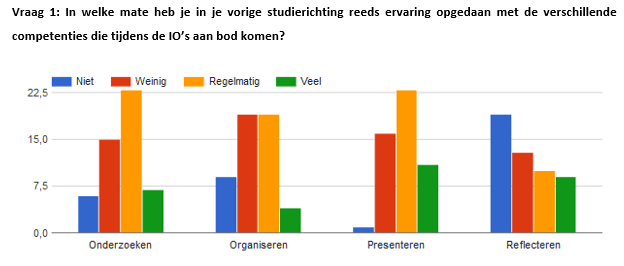 Vraag 1: In welke mate heb je in je vorige studierichting reeds ervaring opgedaan met de verschillende
competenties die tijdens de IO's aan bod komen?
Niet Weinig Regelmatig Veel
22,5
15,0
7,5
0,0
Onderzoeken Organiseren Presenteren Reflecteren